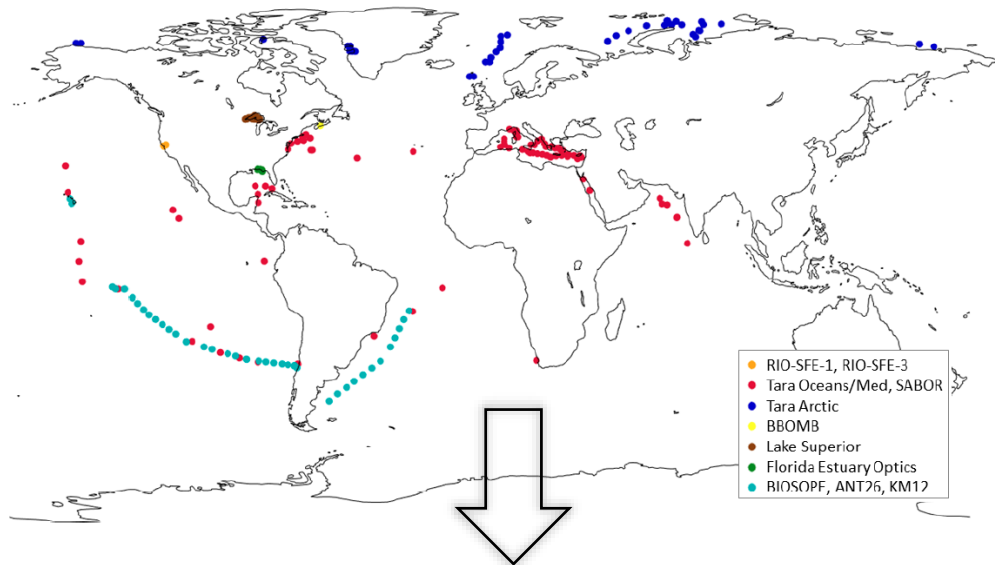 RIO-SFE-1, RIO-SFE-3
Tara Oceans/Med, SABOR
Tara Arctic
BBOMB
Lake Superior
Florida Estuary Optics
BIOSOPE, ANT26, KM12